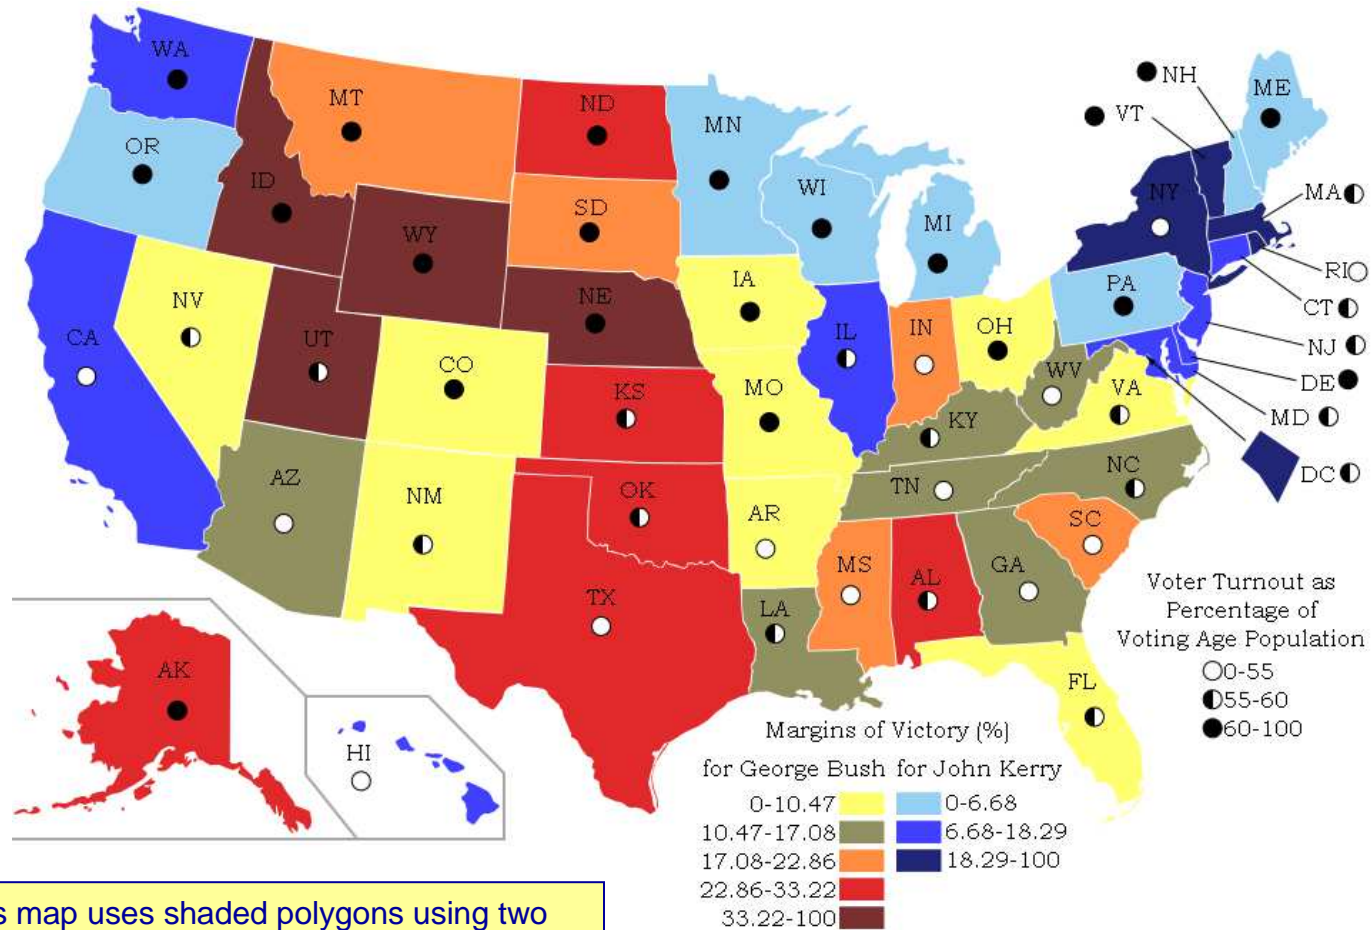 WA
MT
ND
MN
NH
ME
VT
OR
ID
SD
WI
MI
NY
MA
WY
RI
NV
NE
IA
PA
CT
CA
UT
CO
IL
IN
OH
NJ
WV
DE
KS
MO
KY
VA
MD
AZ
NM
OK
TN
NC
DC
AR
SC
MS
AL
GA
TX
LA
AK
HI
FL
Voter Turnout as
Percentage of
Voting Age Population
0-55
55-60
60-100
Margins of Victory (%)
for George Bush for John Kerry
0-10.47 0-6.68
10.47-17.08 6.68-18.29
17.08-22.86 18.29-100
22.86-33.22
33.22-100
s map uses shaded polygons using two